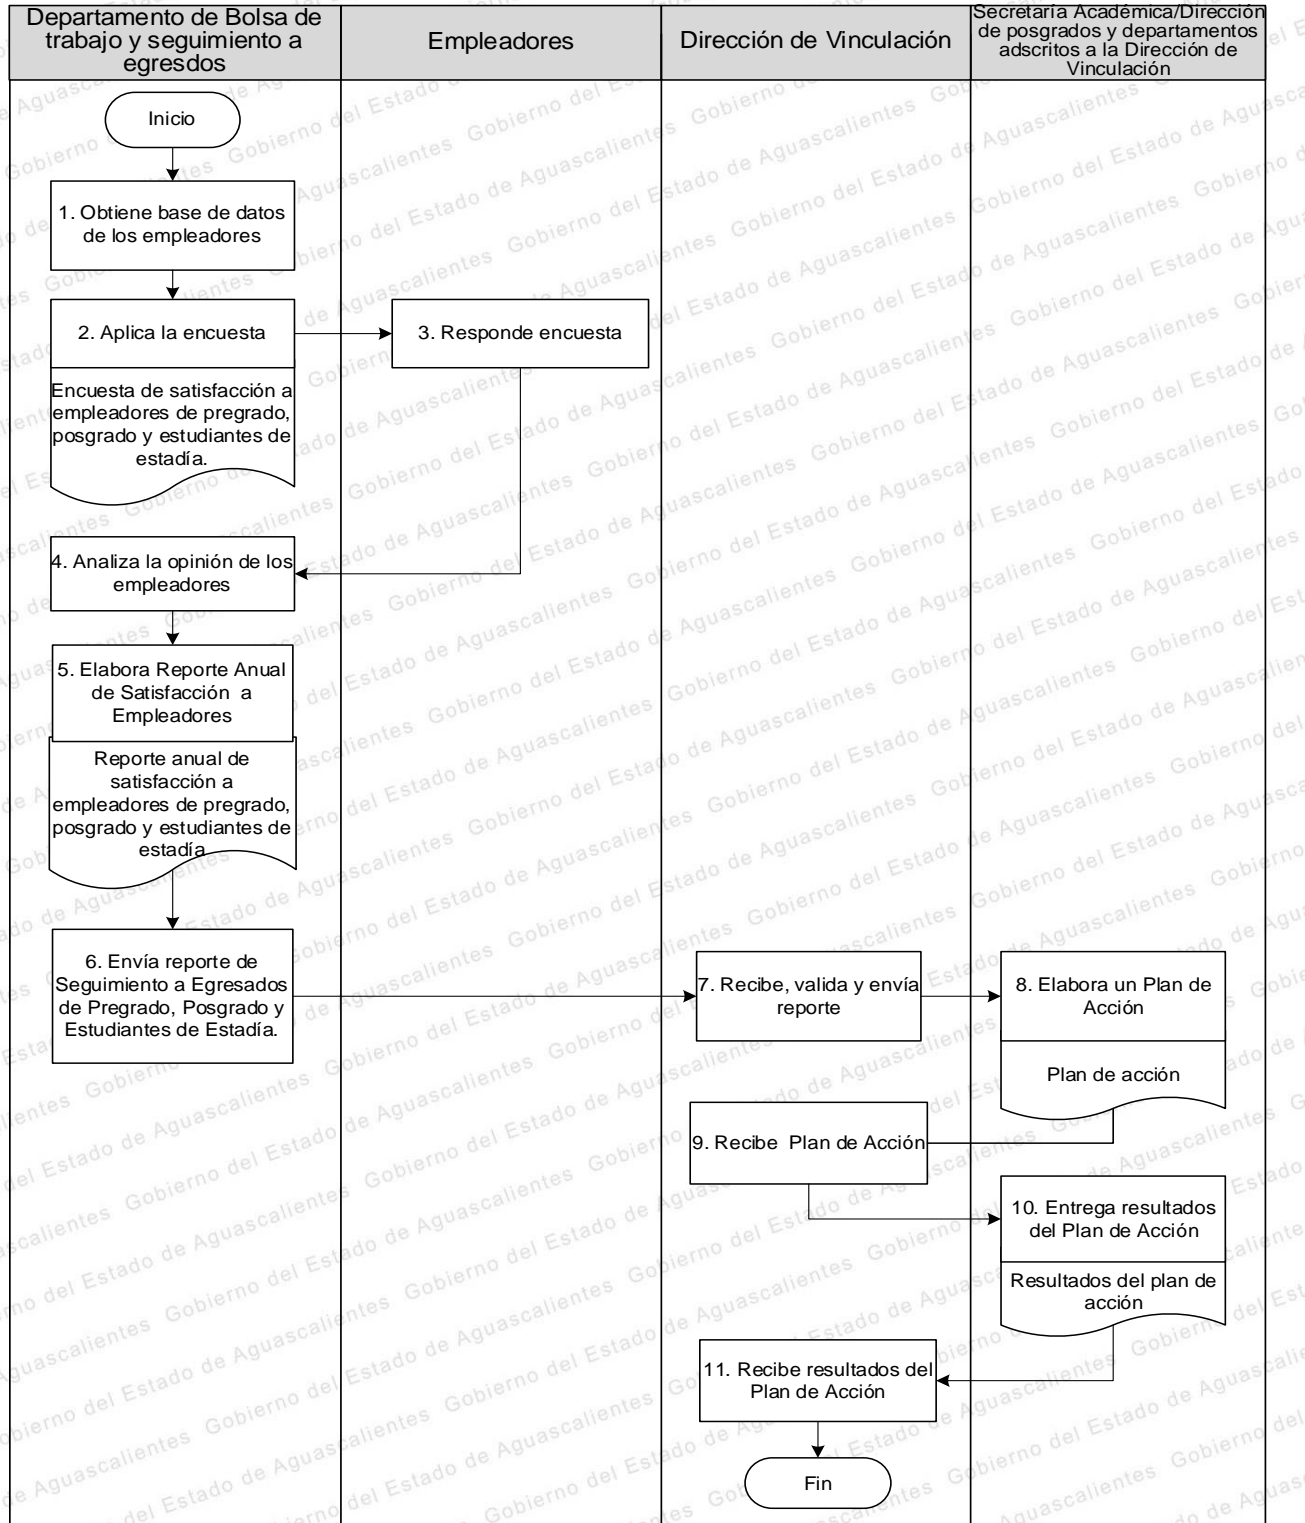 Departamento de Bolsa de
trabajo y seguimiento a
egresdos
Empleadores
Dirección de Vinculación
Secretaría Académica/Dirección
de posgrados y departamentos
adscritos a la Dirección de
Vinculación
Inicio
1. Obtiene base de datos
de los empleadores
2. Aplica la encuesta
3. Responde encuesta
Encuesta de satisfacción a
empleadores de pregrado,
posgrado y estudiantes de
estadía.
4. Analiza la opinión de los
empleadores
5. Elabora Reporte Anual
de Satisfacción a
Empleadores
Reporte anual de
satisfacción a
empleadores de pregrado,
posgrado y estudiantes de
estadía
6. Envía reporte de
Seguimiento a Egresados
de Pregrado, Posgrado y
Estudiantes de Estadía.
7. Recibe, valida y envía
reporte
8. Elabora un Plan de
Acción
Plan de acción
9. Recibe Plan de Acción
10. Entrega resultados
del Plan de Acción
Resultados del plan de
acción
11. Recibe resultados del
Plan de Acción
Fin
Gobierno del Estado de Aguascalientes